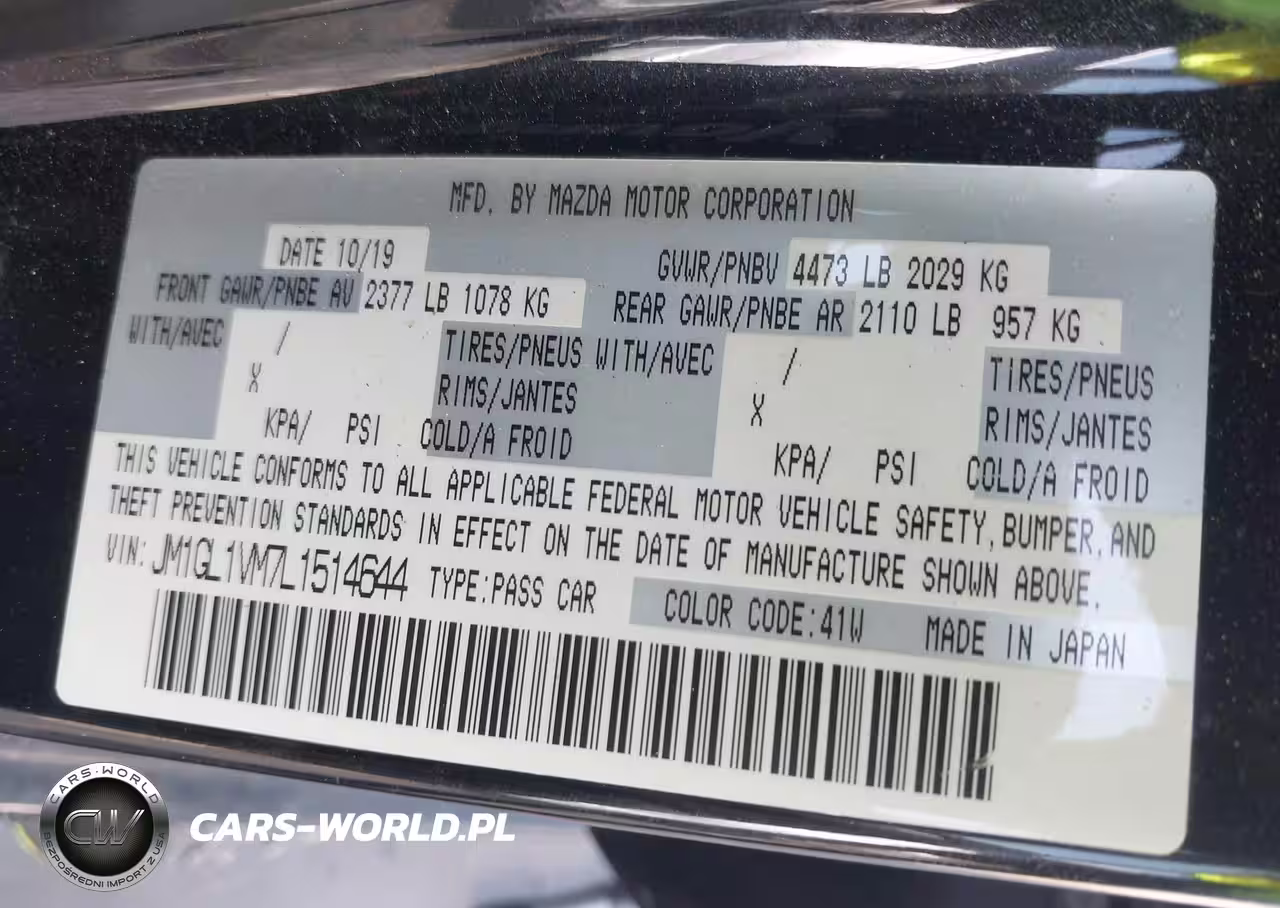 MFD. BY MAZDA MOTOR CORPORATION
DATE 10/19
GVWR/PNBV 4473 LB 2029 KG
FRONT GAWR/PNBE AV 2377 LB 1078 KG
REAR GAWR/PNBE AR 2110 LB 957 KG
WITH/AVEC / TIRES/PNEUS WITH/AVEC / TIRES/PNEUS
X RIMS/JANTES X RIMS/JANTES
KPA/ PSI COLD/A FROID KPA/ PSI COLD/A FROID
THIS VEHICLE CONFORMS TO ALL APPLICABLE FEDERAL MOTOR VEHICLE SAFETY, BUMPER, AND
THEFT PREVENTION STANDARDS IN EFFECT ON THE DATE OF MANUFACTURE SHOWN ABOVE.
VIN: JM1GL1VM7L1514644 TYPE:PASS CAR COLOR CODE:41W MADE IN JAPAN
CARS-WORLD
CW
BEZPOŚREDNI IMPORT Z USA
CARS-WORLD.PL